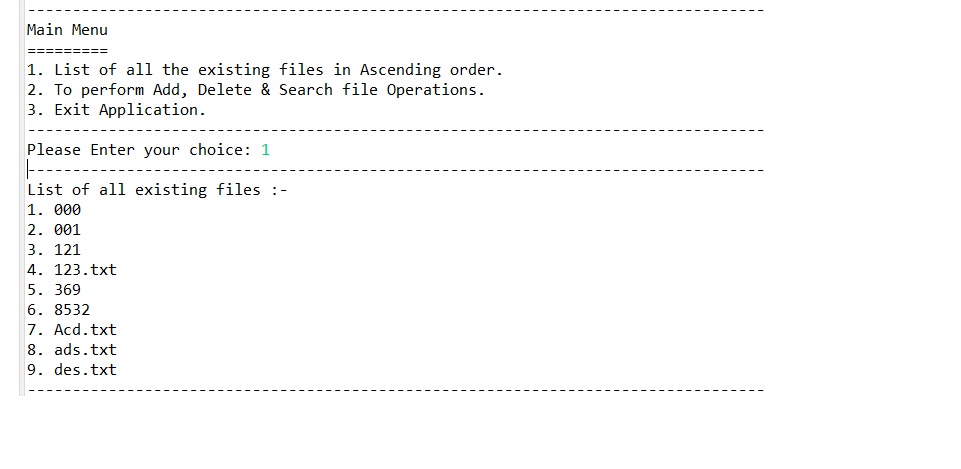 --------------------------------------------------------------------------------
Main Menu
=========
1. List of all the existing files in Ascending order.
2. To perform Add, Delete & Search file Operations.
3. Exit Application.
--------------------------------------------------------------------------------
Please Enter your choice: 1
--------------------------------------------------------------------------------
List of all existing files :-
1. 000
2. 001
3. 121
4. 123.txt
5. 369
6. 8532
7. Acd.txt
8. ads.txt
9. des.txt
--------------------------------------------------------------------------------